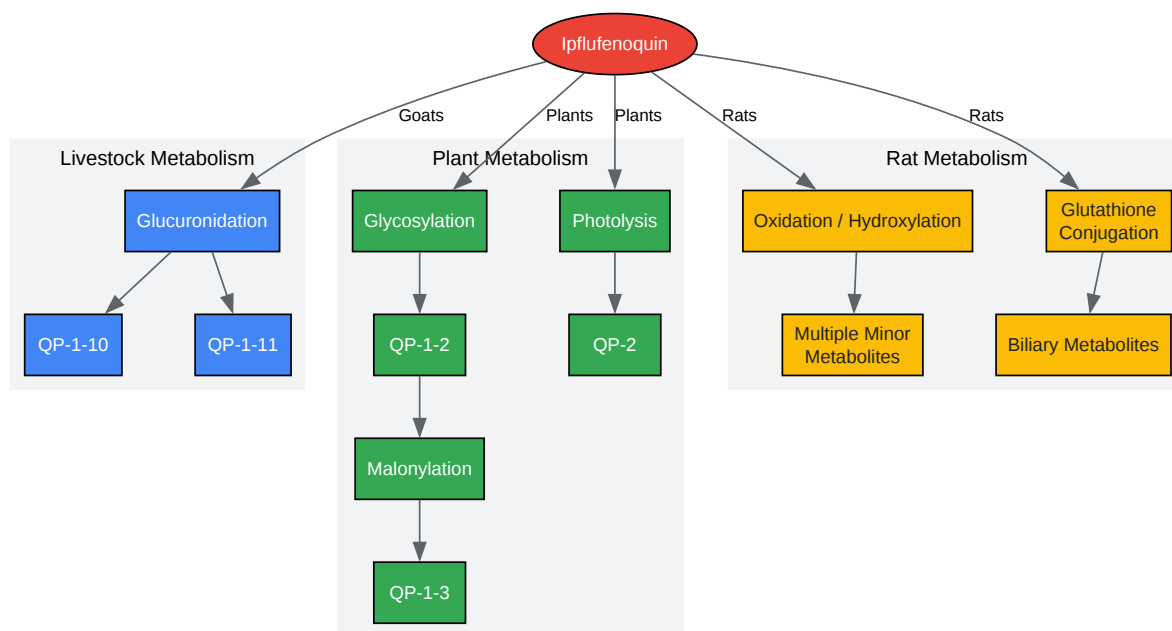 Ipflufenoquin
Goats
Plants
Plants
Rats
Rats
Livestock Metabolism
Plant Metabolism
Rat Metabolism
Glucuronidation
Glycosylation
Photolysis
Oxidation / Hydroxylation
Glutathione
Conjugation
QP-1-10
QP-1-11
QP-1-2
QP-2
Multiple Minor
Metabolites
Biliary Metabolites
Malonylation
QP-1-3